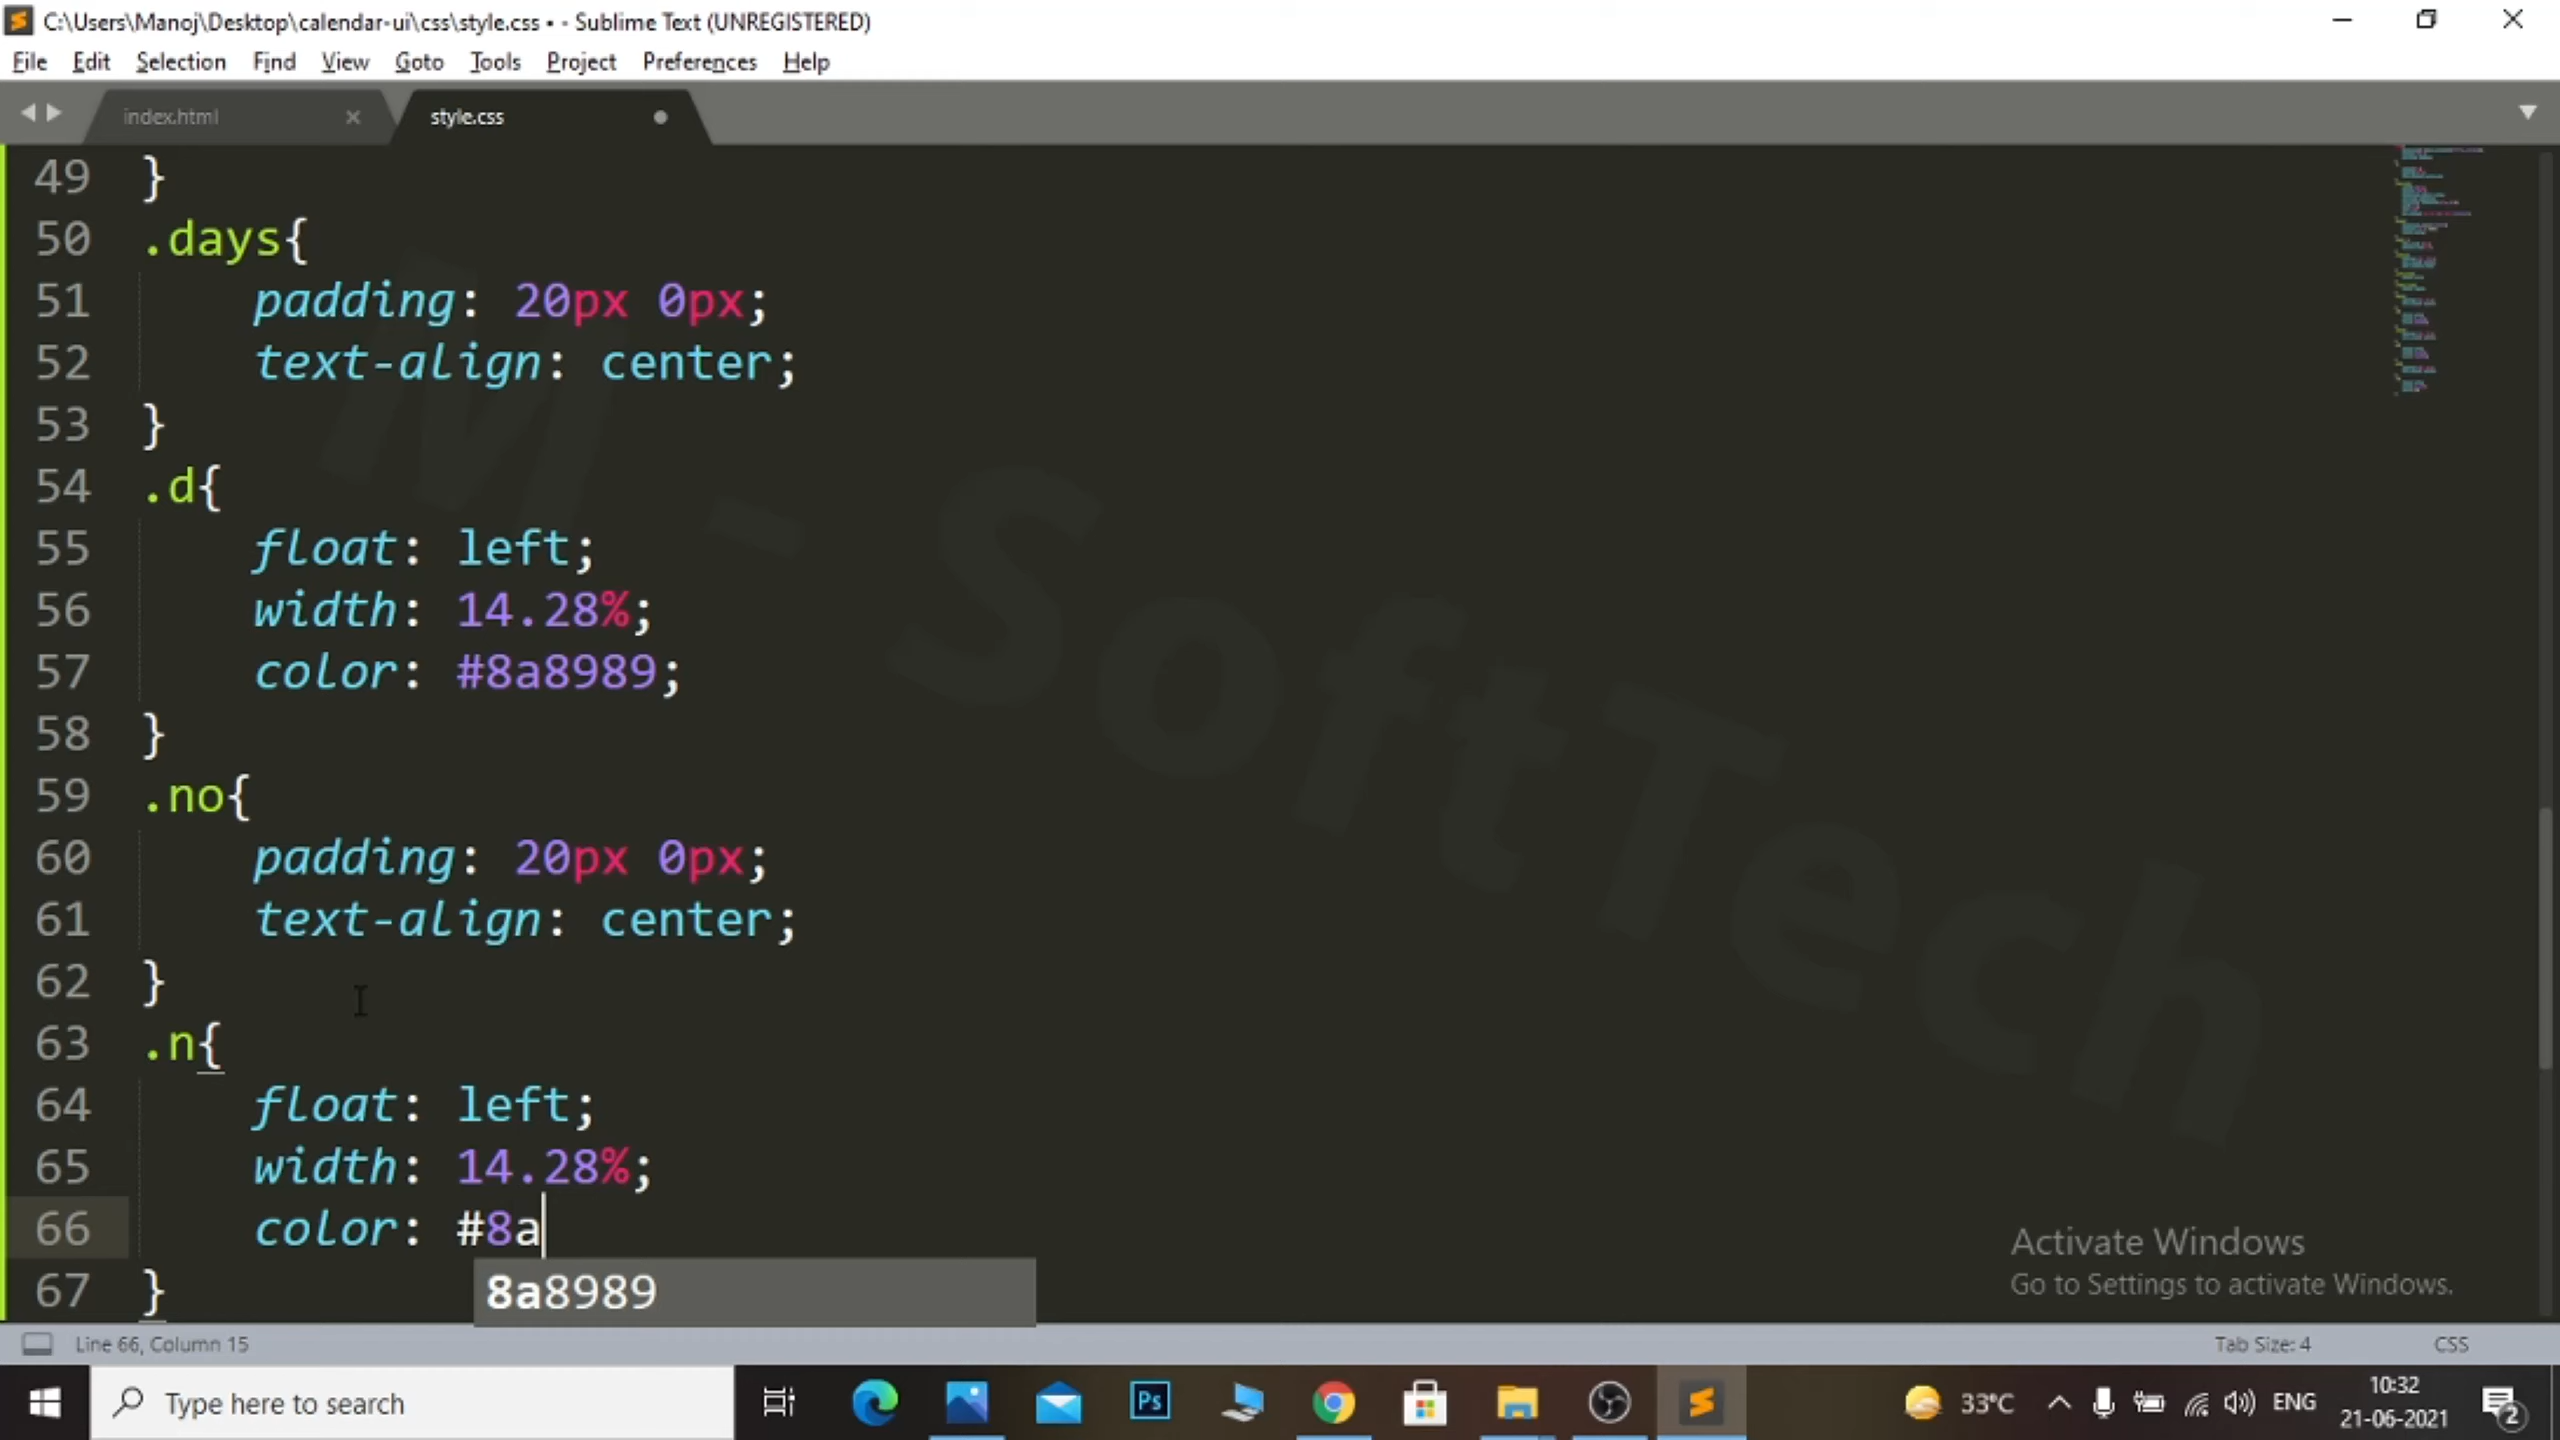 C:\Users\Manoj\Desktop\calendar-ui\css\style.css • - Sublime Text (UNREGISTERED)
File Edit Selection Find View Goto Tools Project Preferences Help
index.html style.css
49 }
50 .days{
51 padding: 20px 0px;
52 text-align: center;
53 }
54 .d{
55 float: left;
56 width: 14.28%;
57 color: #8a8989;
58 }
59 .no{
60 padding: 20px 0px;
61 text-align: center;
62 }
63 .n{
64 float: left;
65 width: 14.28%;
66 color: #8a
67 }
8a8989
M - SoftTech
Activate Windows
Go to Settings to activate Windows.
Line 66, Column 15 Tab Size: 4 CSS
Type here to search
Ps
33°C ENG
10:32
21-06-2021
2